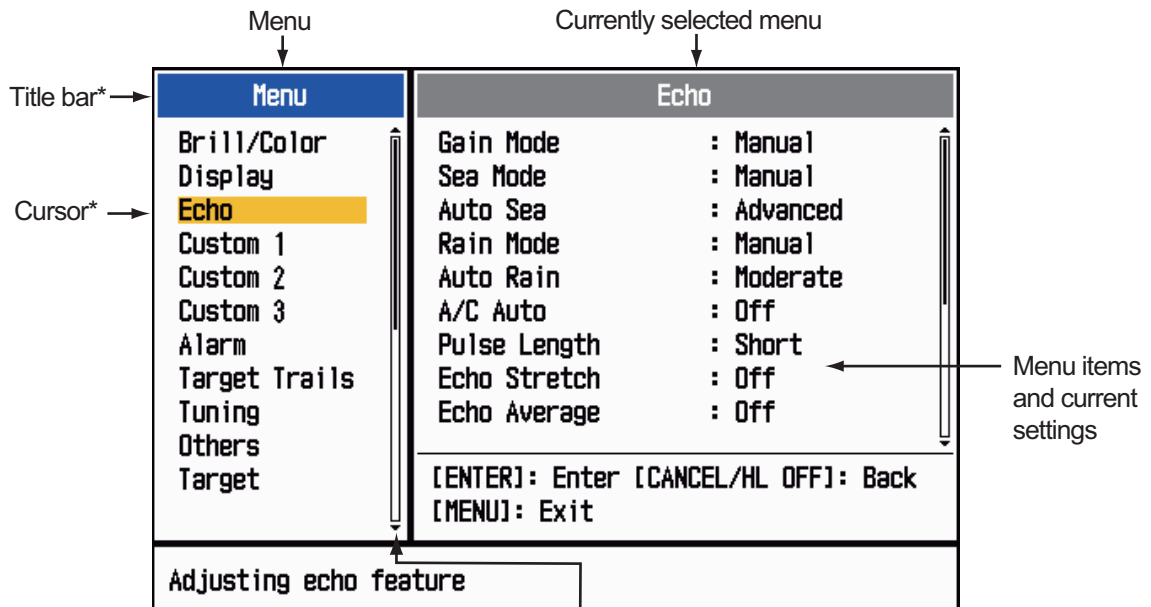 Menu
Currently selected menu
Title bar*
Menu
Echo
Brill/Color
Display
Cursor*
Echo
Custom 1
Custom 2
Custom 3
Alarm
Target Trails
Tuning
Others
Target
Gain Mode : Manual
Sea Mode : Manual
Auto Sea : Advanced
Rain Mode : Manual
Auto Rain : Moderate
A/C Auto : Off
Pulse Length : Short
Echo Stretch : Off
Echo Average : Off
Menu items
and current
settings
[ENTER]: Enter [CANCEL/HL OFF]: Back
[MENU]: Exit
Adjusting echo feature